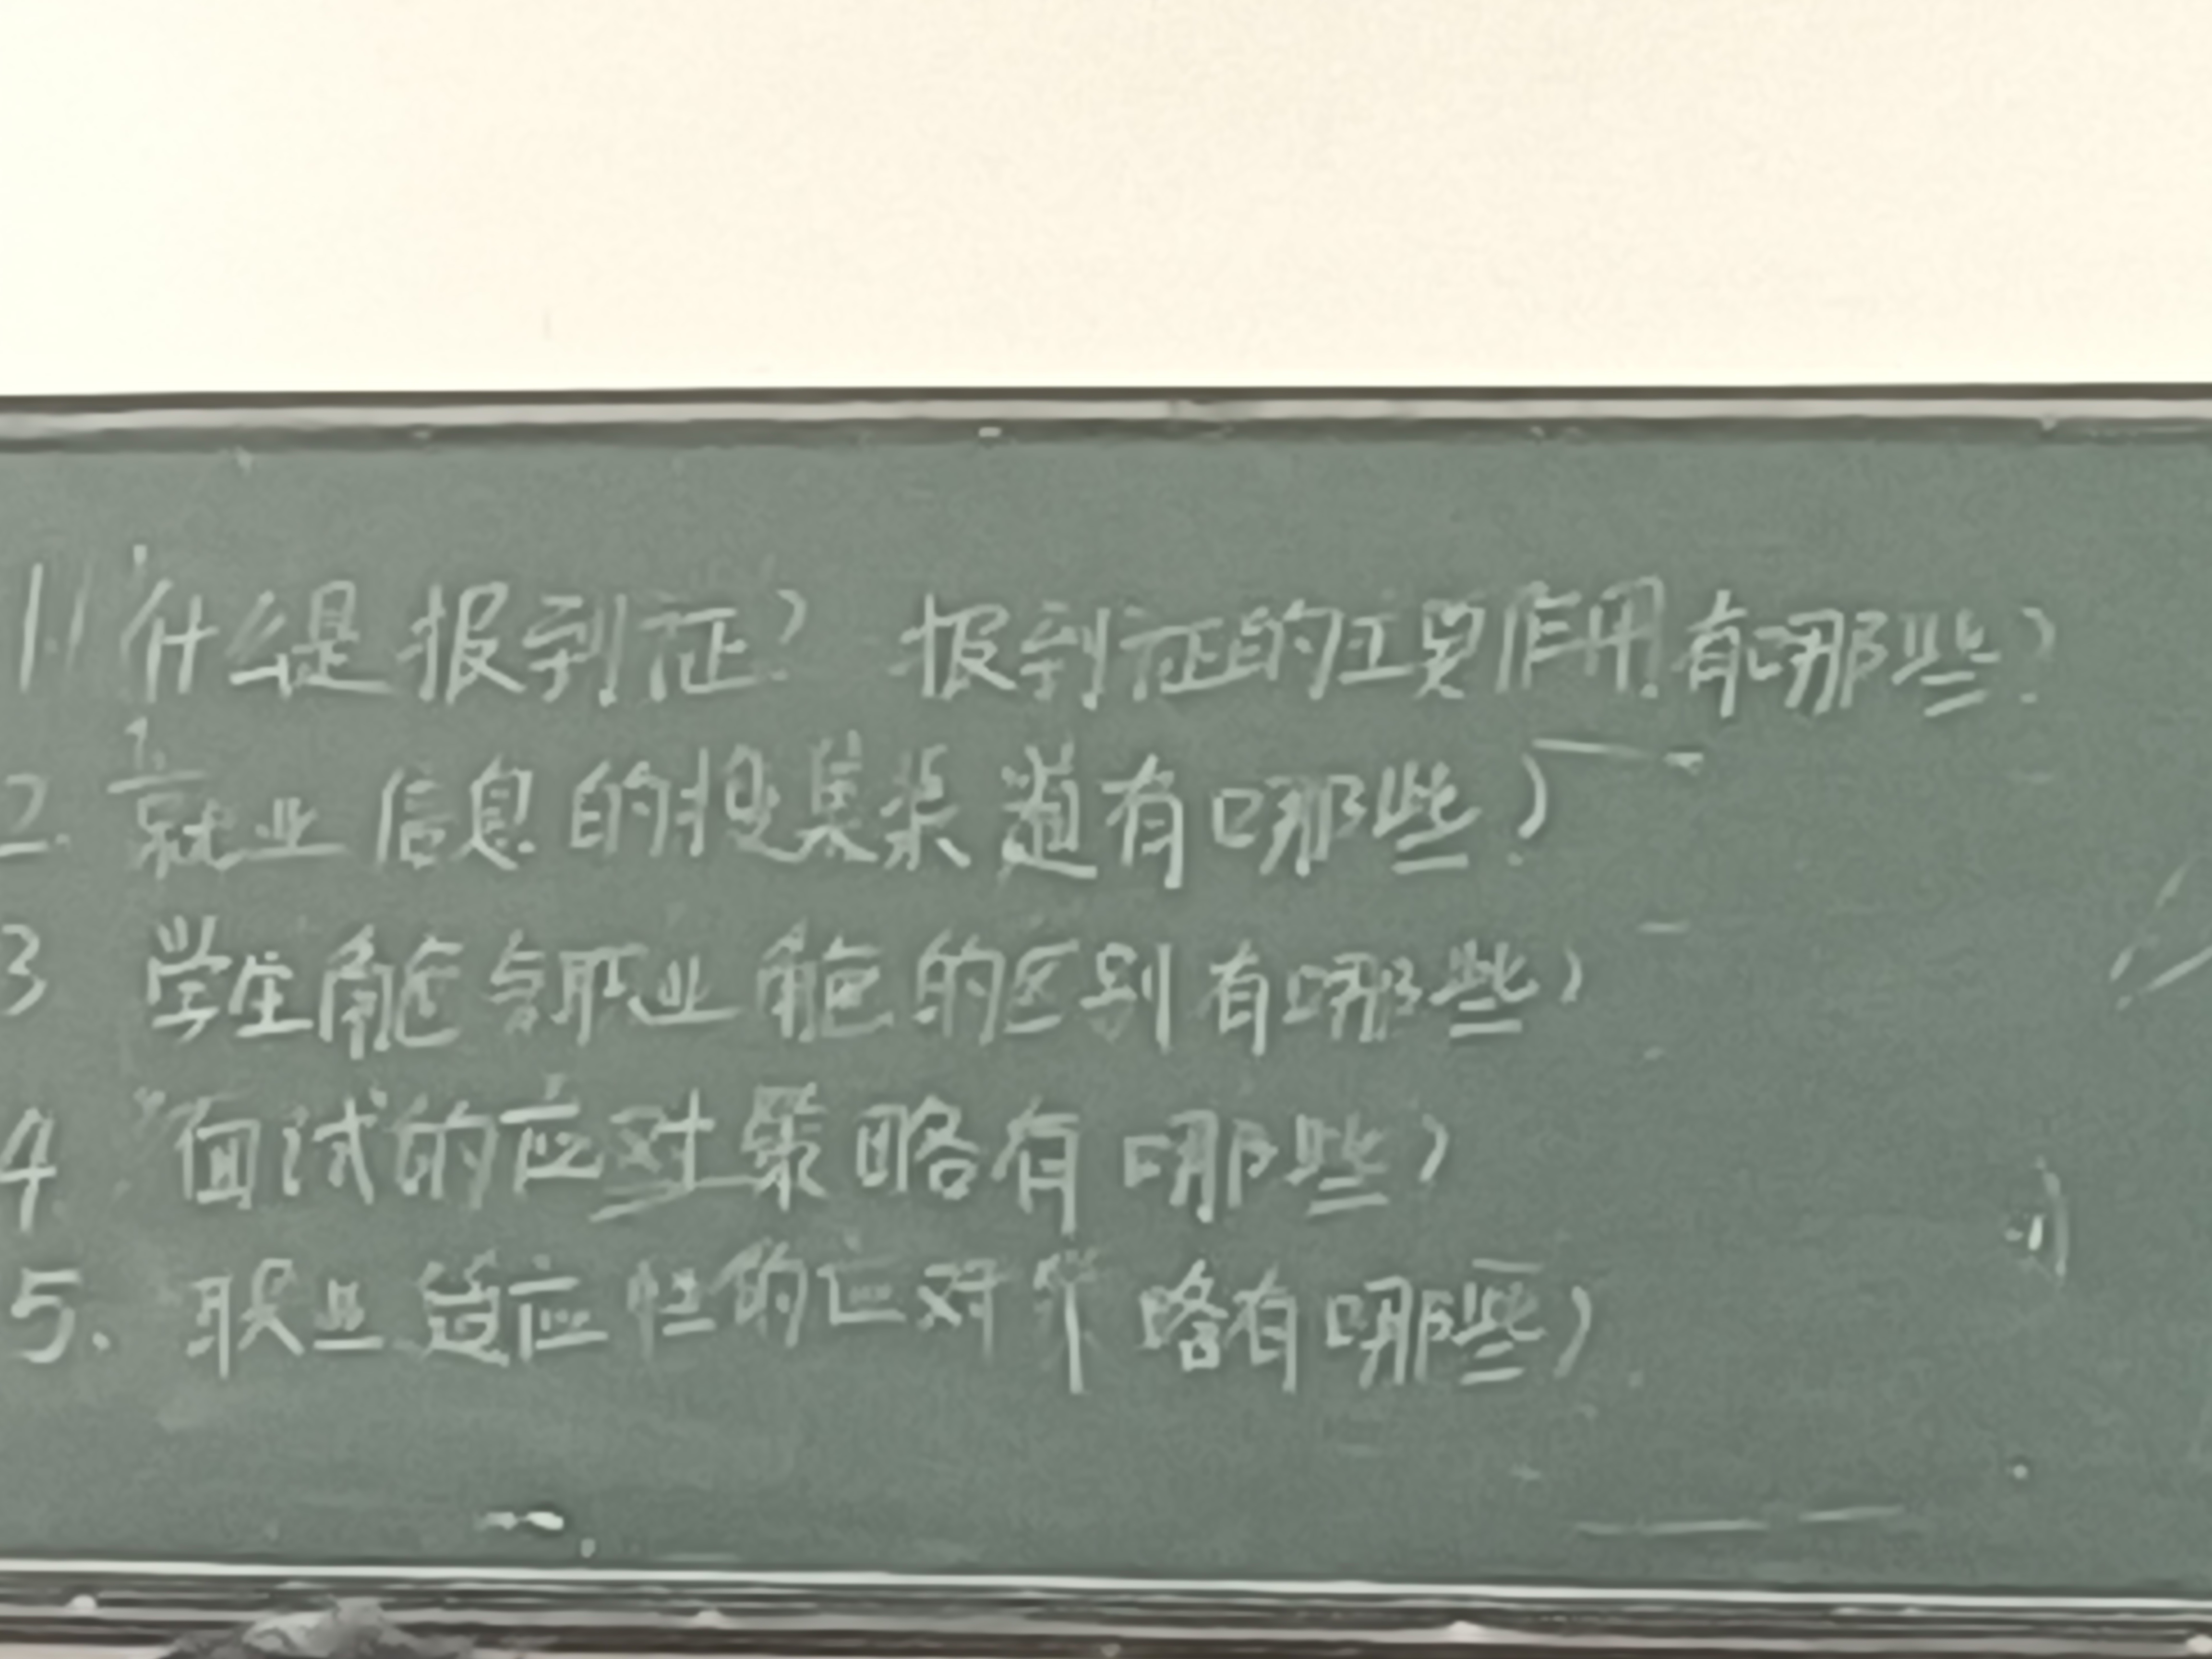 1. 什么是报到证? 报到证的主要作用有哪些?
2. 就业信息的搜集渠道有哪些?
3 学生角色与职业角色的区别有哪些?
4 面试的应对策略有哪些?
5. 职业适应性的应对策略有哪些?